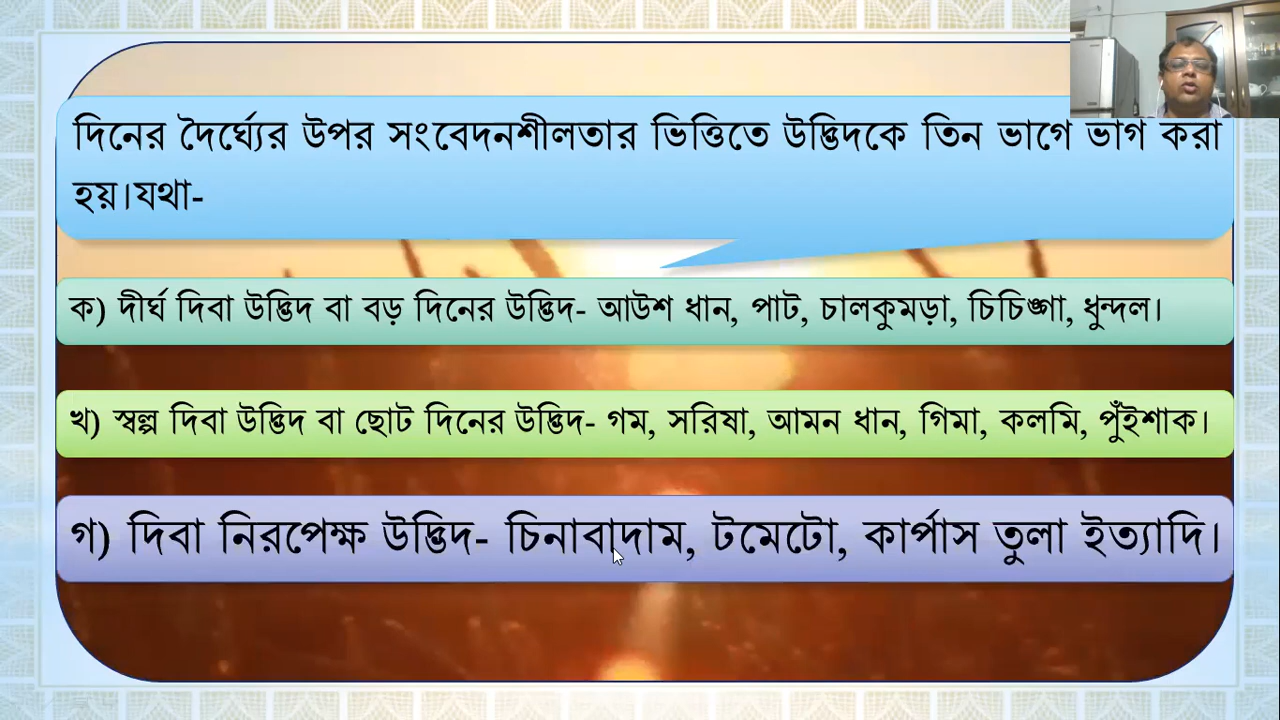 দিনের দৈর্ঘ্যের উপর সংবেদনশীলতার ভিত্তিতে উদ্ভিদকে তিন ভাগে ভাগ করা
হয়।যথা-
ক) দীর্ঘ দিবা উদ্ভিদ বা বড় দিনের উদ্ভিদ- আউশ ধান, পাট, চালকুমড়া, চিচিঙ্গা, ধুন্দল।
খ) স্বল্প দিবা উদ্ভিদ বা ছোট দিনের উদ্ভিদ- গম, সরিষা, আমন ধান, গিমা, কলমি, পুঁইশাক।
গ) দিবা নিরপেক্ষ উদ্ভিদ- চিনাবাদাম, টমেটো, কার্পাস তুলা ইত্যাদি।